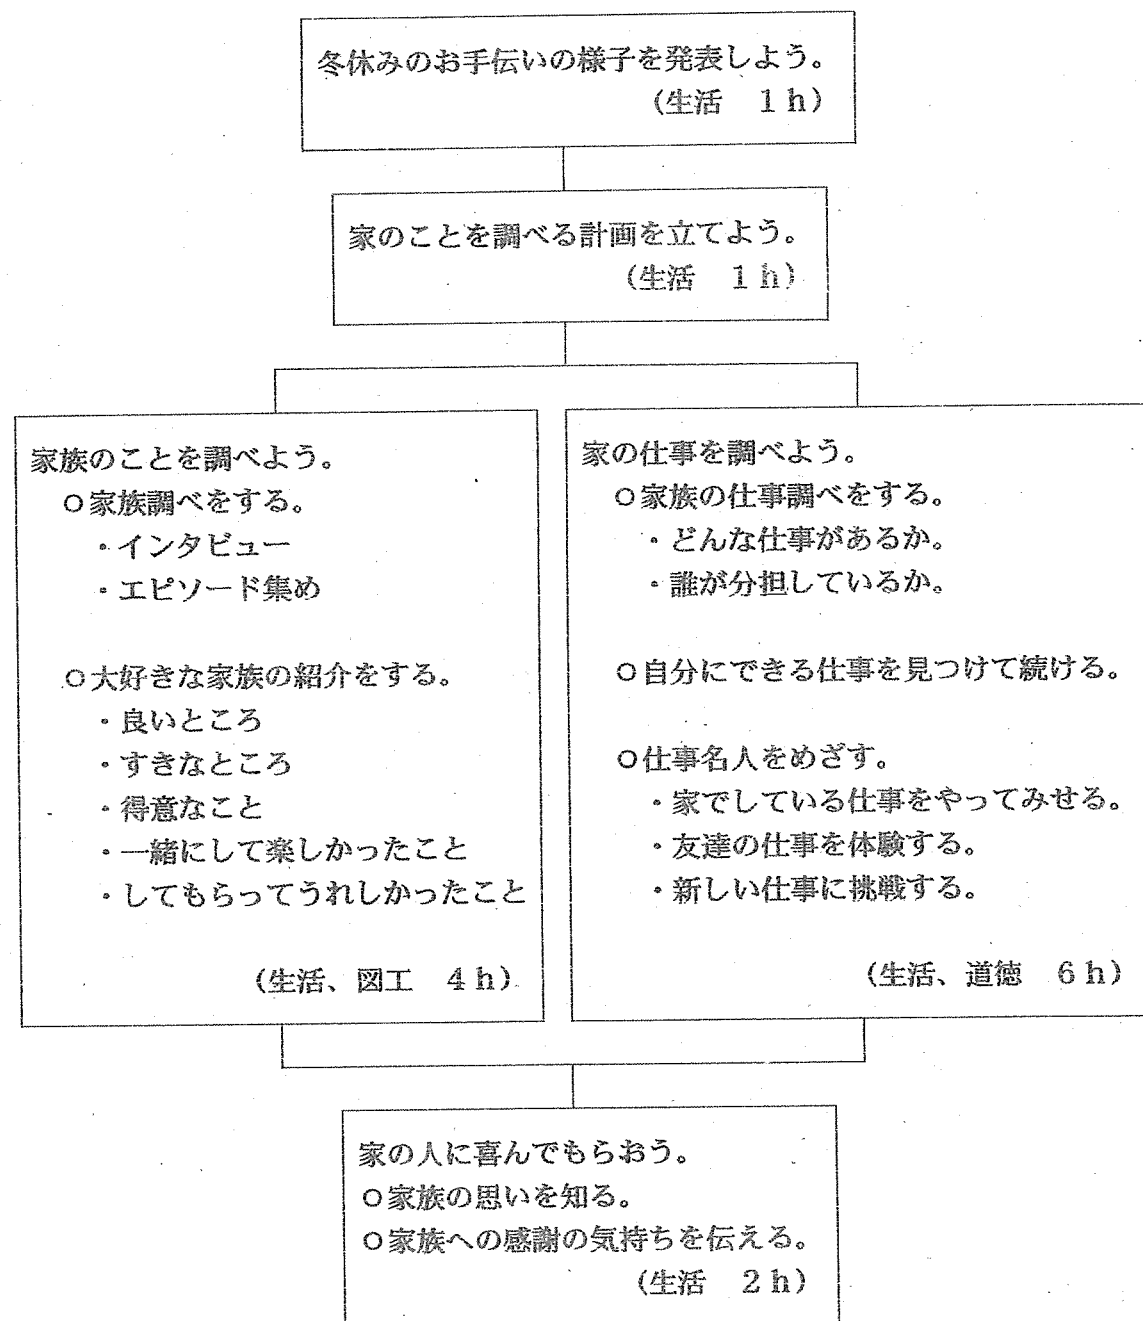 冬休みのお手伝いの様子を発表しよう。
(生活 1h)
家のことを調べる計画を立てよう。
(生活 1h)
家族のことを調べよう。
○家族調べをする。
・インタビュー
・エピソード集め
○大好きな家族の紹介をする。
・良いところ
・すきなところ
・得意なこと
・一緒にして楽しかったこと
・してもらってうれしかったこと
(生活、図工 4h)
家の仕事を調べよう。
○家族の仕事調べをする。
・どんな仕事があるか。
・誰が分担しているか。
○自分にできる仕事を見つけて続ける。
○仕事名人をめざす。
・家でしている仕事をやってみせる。
・友達の仕事を体験する。
・新しい仕事に挑戦する。
(生活、道徳 6h)
家の人に喜んでもらおう。
○家族の思いを知る。
○家族への感謝の気持ちを伝える。
(生活 2h)